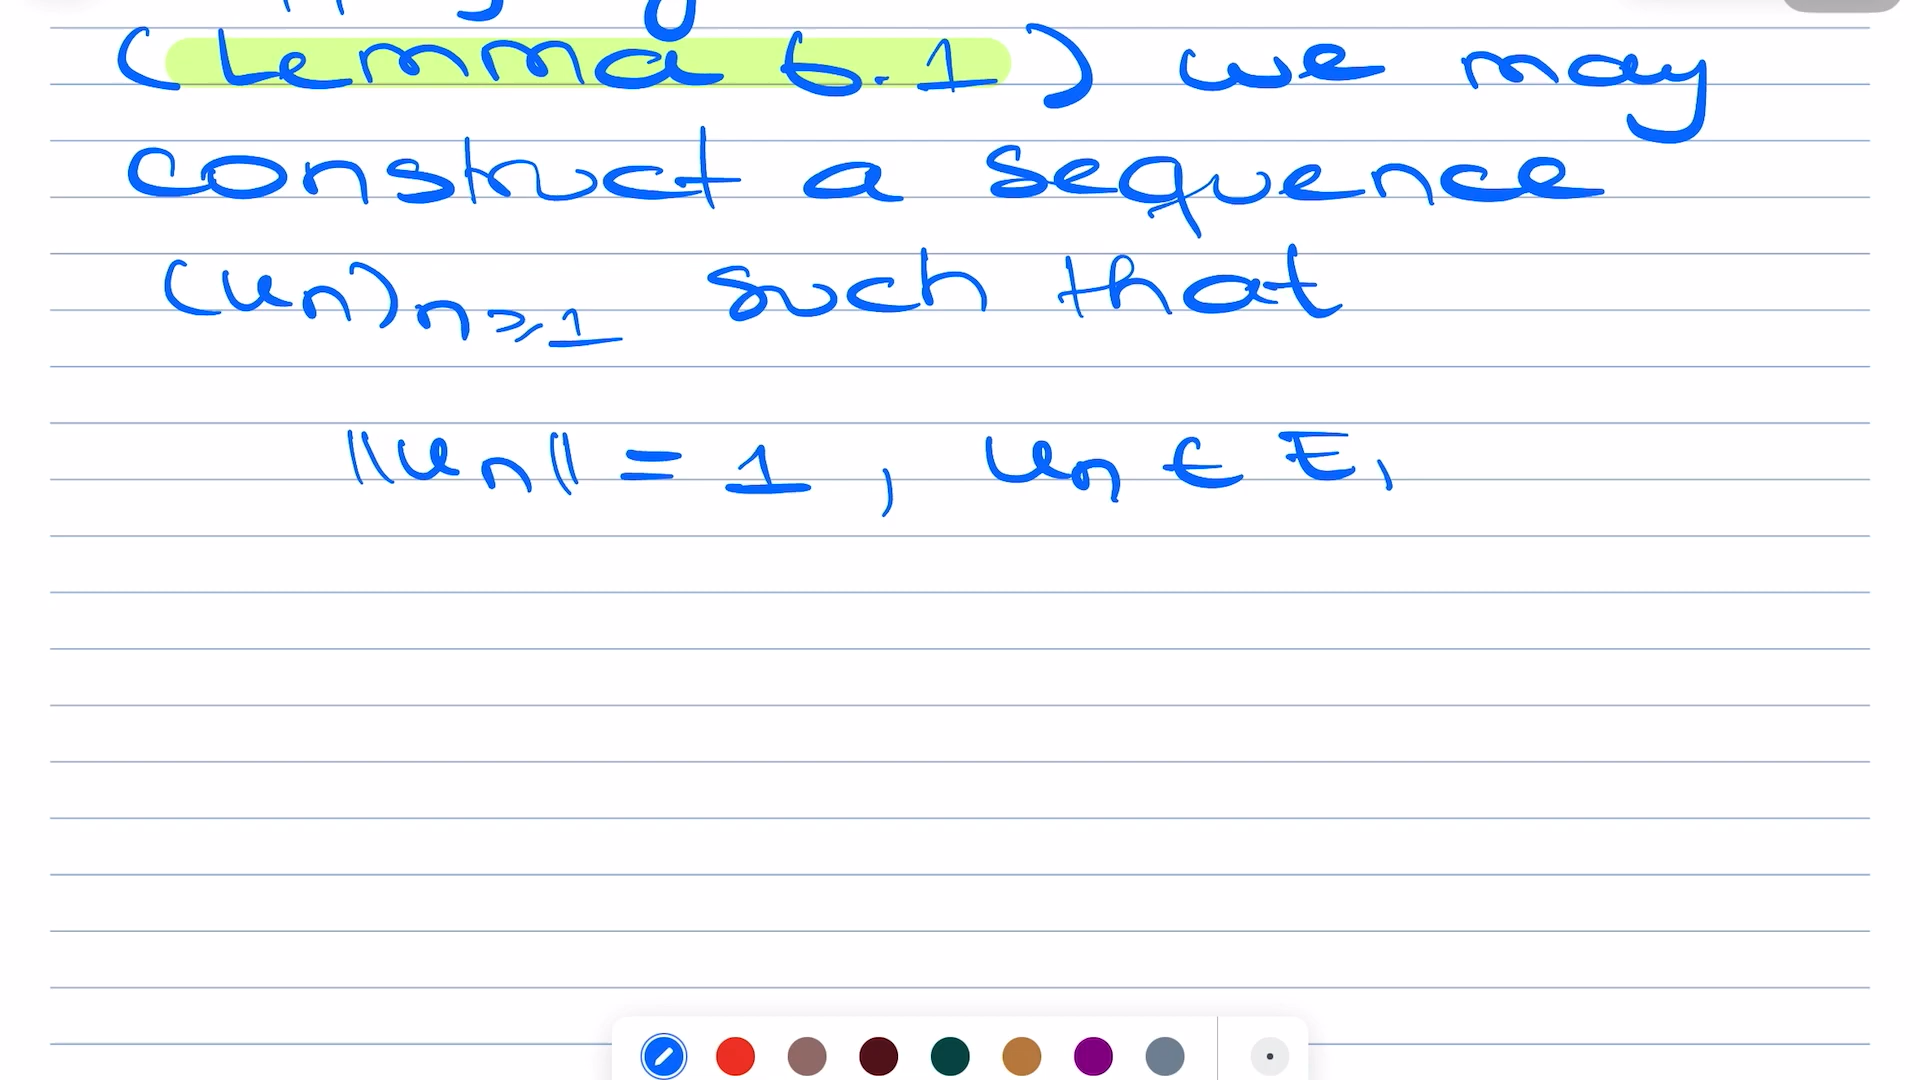 (Lemma 6.1) we may
construct a sequence
(un)n≥1 such that
||un|| = 1, un ∈ E,